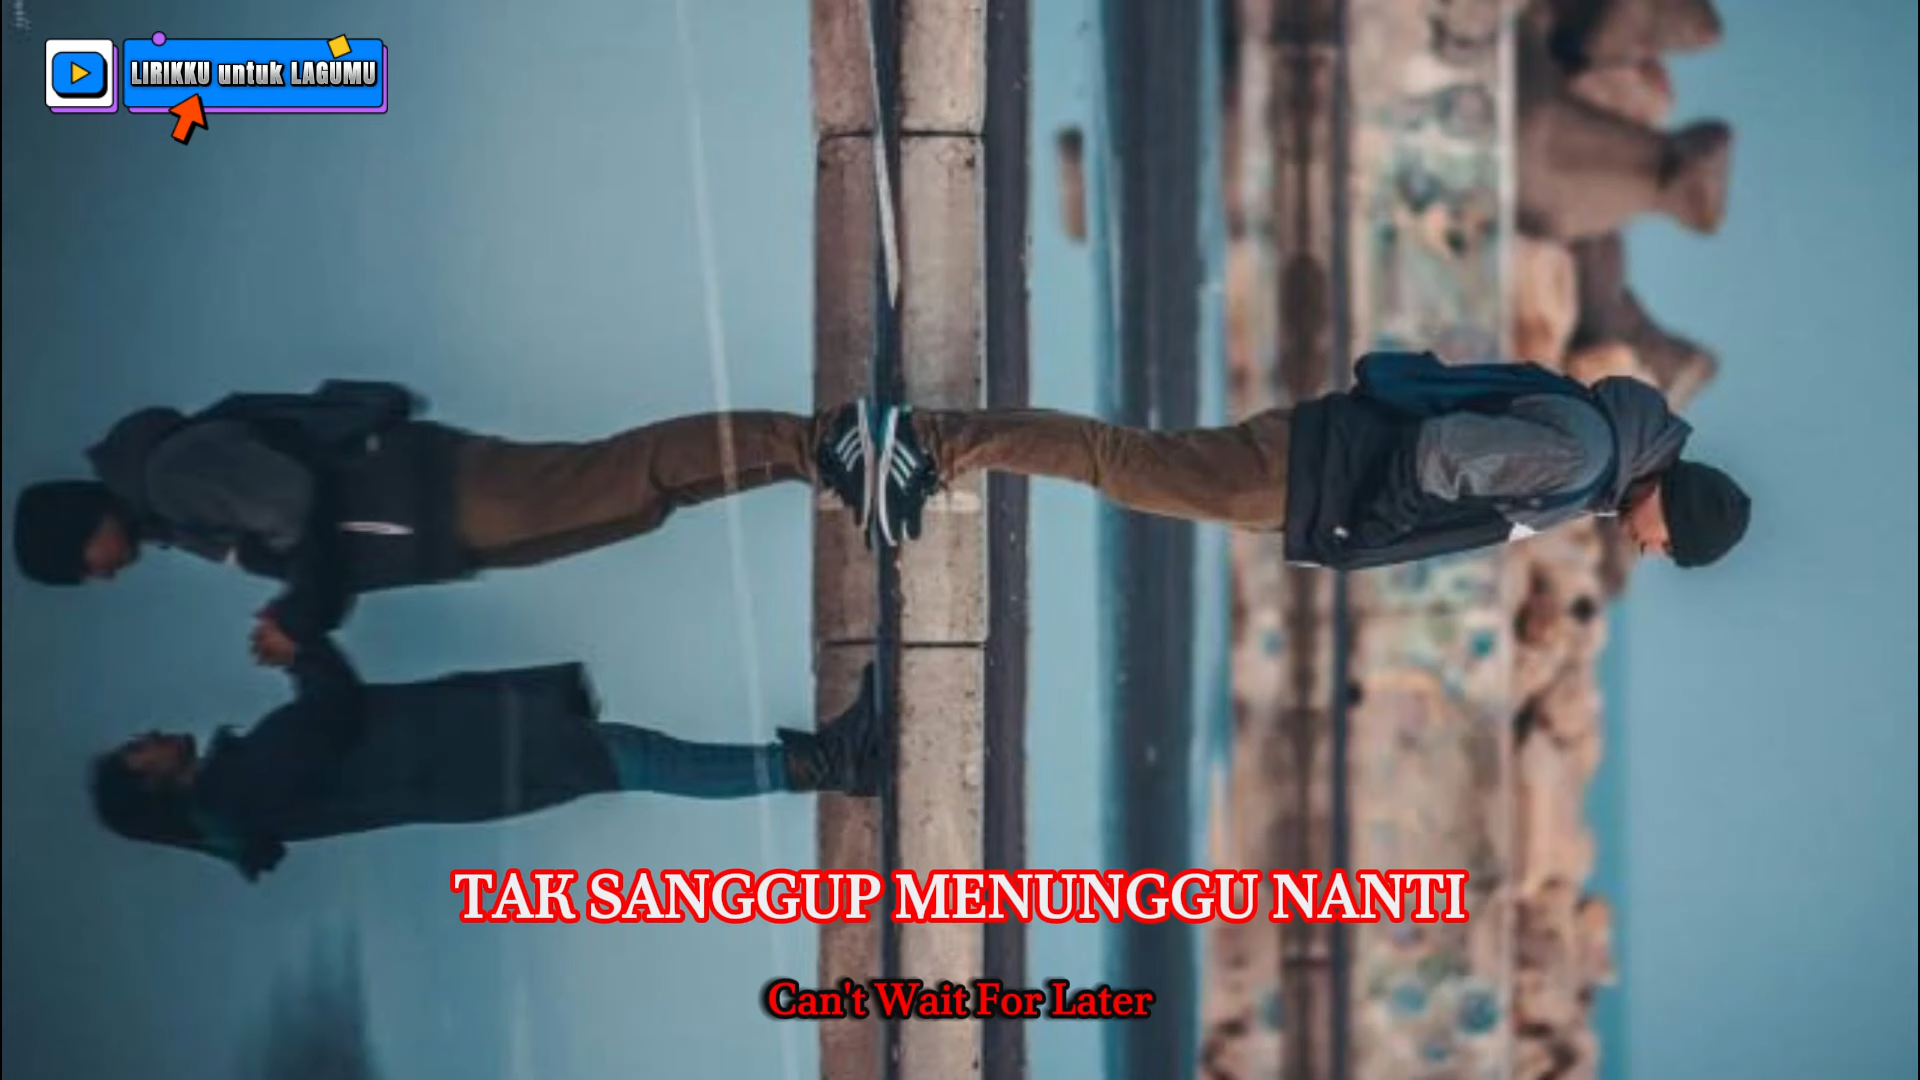 LIRIKKU untuk LAGUMU
TAK SANGGUP MENUNGGU NANTI
Can't Wait For Later